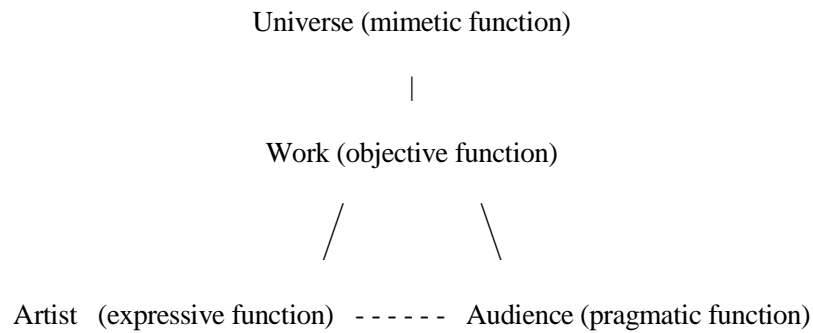 Universe (mimetic function)
|
Work (objective function)
/ \
Artist (expressive function) - - - - - - Audience (pragmatic function)